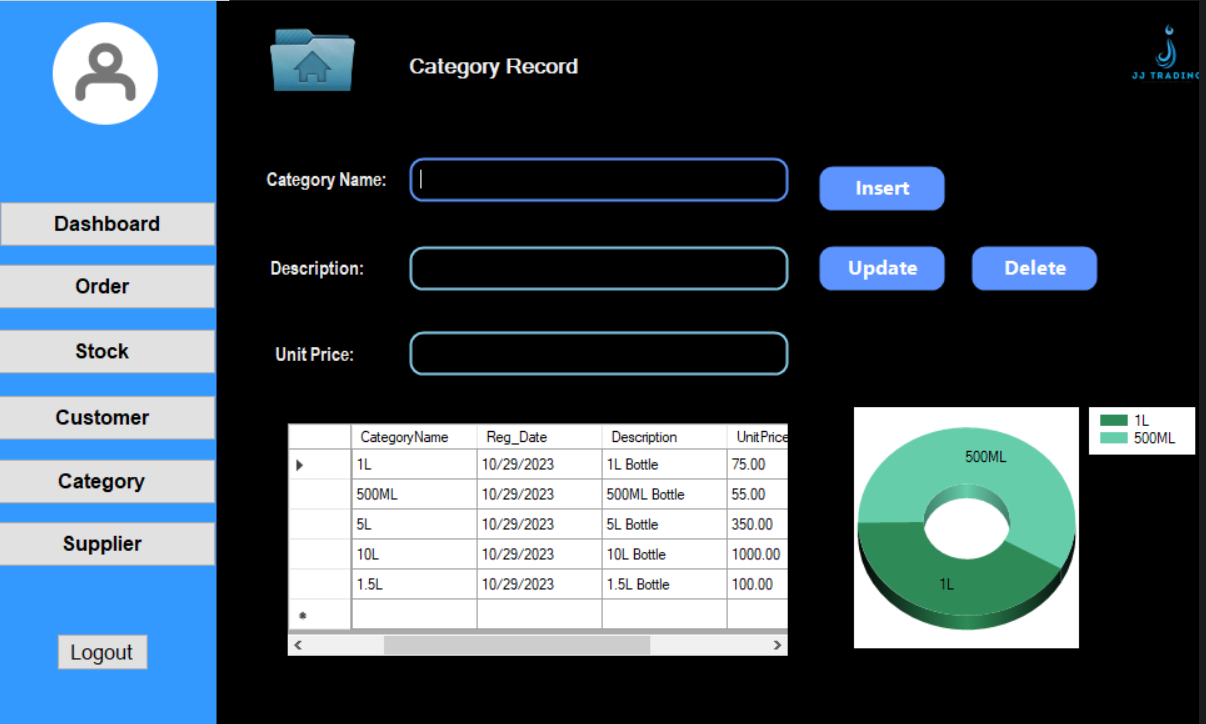 Category Record
JJ TRADING
Category Name:
Insert
Description:
Update Delete
Unit Price:
Dashboard
Order
Stock
Customer
Category
Supplier
Logout
CategoryName Reg_Date Description UnitPrice
1L 10/29/2023 1L Bottle 75.00
500ML 10/29/2023 500ML Bottle 55.00
5L 10/29/2023 5L Bottle 350.00
10L 10/29/2023 10L Bottle 1000.00
1.5L 10/29/2023 1.5L Bottle 100.00
500ML
1L
1L
500ML